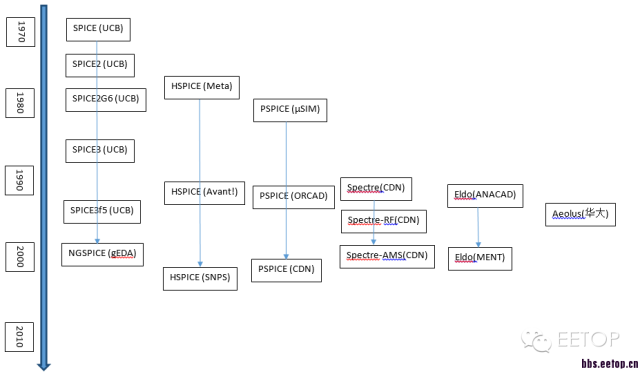 1970
SPICE (UCB)
SPICE2 (UCB)
HSPICE (Meta)
1980
SPICE2G6 (UCB)
PSPICE (μSIM)
SPICE3 (UCB)
1990
HSPICE (Avant!)
PSPICE (ORCAD)
Spectre(CDN)
Eldo(ANACAD)
SPICE3f5 (UCB)
Spectre-RF(CDN)
Aeolus(华大)
2000
NGSPICE (gEDA)
HSPICE (SNPS)
PSPICE (CDN)
Spectre-AMS(CDN)
Eldo(MENT)
2010
EETOP
bbs.eetop.cn